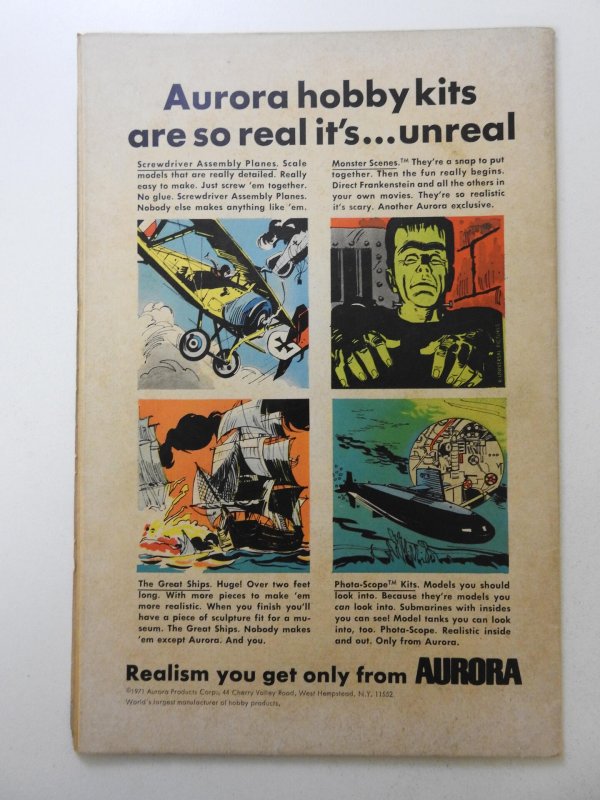 Aurora hobby kits
are so real it's...unreal
Screwdriver Assembly Planes. Scale
models that are really detailed. Really
easy to make. Just screw 'em together.
No glue. Screwdriver Assembly Planes.
Nobody else makes anything like 'em.
Monster Scenes.™ They're a snap to put
together. Then the fun really begins.
Direct Frankenstein and all the others in
your own movies. They're so realistic
it's scary. Another Aurora exclusive.
©UNIVERSAL PICTURES
The Great Ships. Huge! Over two feet
long. With more pieces to make 'em
more realistic. When you finish you'll
have a piece of sculpture fit for a mu-
seum. The Great Ships. Nobody makes
'em except Aurora. And you.
Phota-Scope™ Kits. Models you should
look into. Because they're models you
can look into. Submarines with insides
you can see! Model tanks you can look
into, too. Phota-Scope. Realistic inside
and out. Only from Aurora.
Realism you get only from AURORA
©1971 Aurora Products Corp., 44 Cherry Valley Road, West Hempstead, N.Y. 11552
World's largest manufacturer of hobby products.